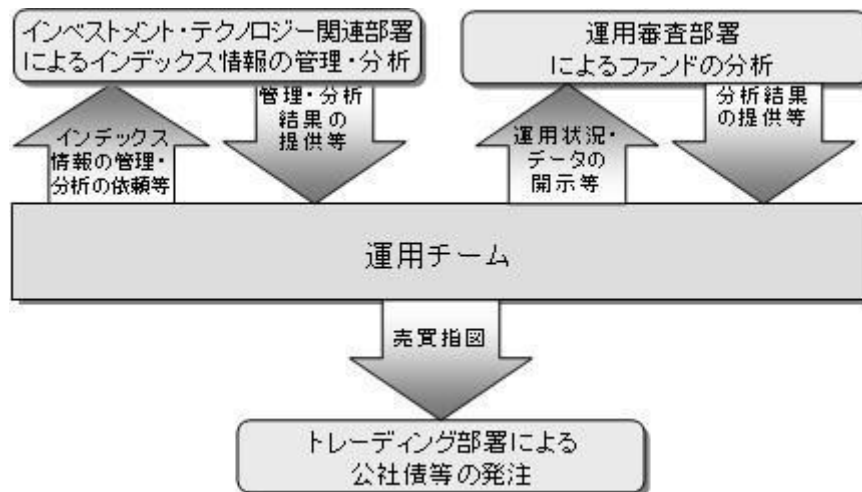 インベストメント・テクノロジー関連部署
によるインデックス情報の管理・分析
運用審査部署
によるファンドの分析
インデックス
情報の管理・
分析の依頼等
管理・分析
結果の
提供等
運用状況・
データの
開示等
分析結果
の提供等
運用チーム
売買指図
トレーディング部署による
公社債等の発注